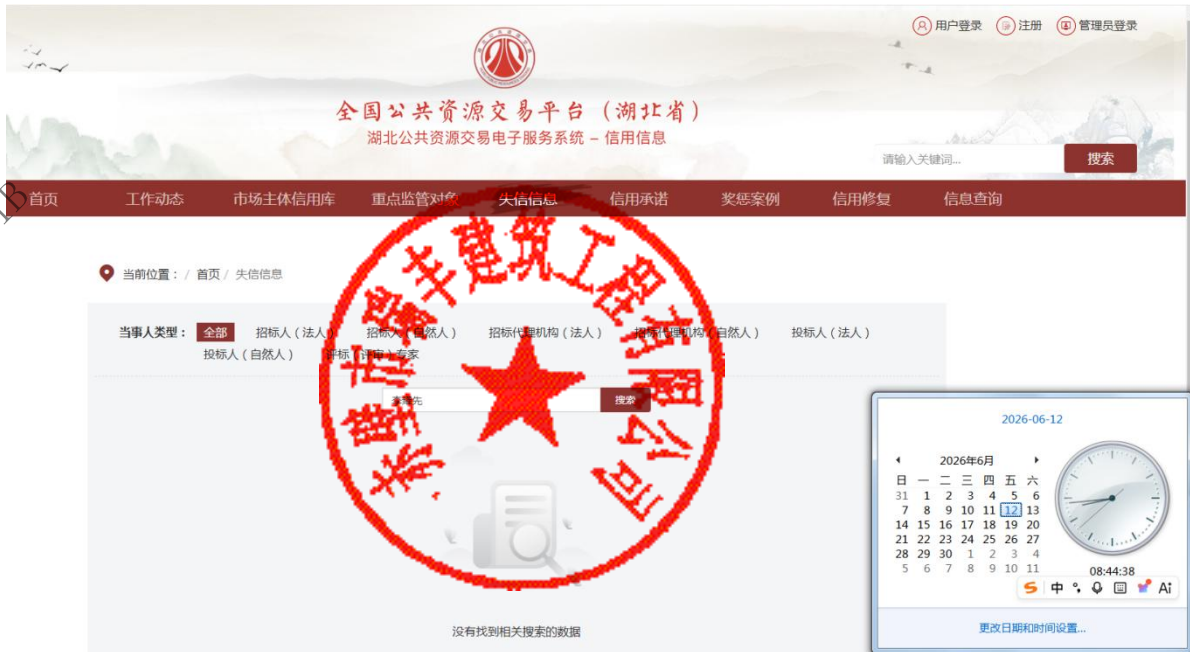 用户登录 注册 管理员登录
全国公共资源交易平台（湖北省）
湖北公共资源交易电子服务系统 – 信用信息
请输入关键词... 搜索
首页 工作动态 市场主体信用库 重点监管对象 失信信息 信用承诺 奖惩案例 信用修复 信息查询
当前位置： / 首页 / 失信信息
当事人类型： 全部 招标人（法人） 招标人（自然人） 招标代理机构（法人） 招标代理机构（自然人） 投标人（法人）
投标人（自然人） 评标（评审）专家
搜索
没有找到相关搜索的数据
建筑工程有限公司
2026-06-12
2026年6月
日 一 二 三 四 五 六
31 1 2 3 4 5 6
7 8 9 10 11 12 13
14 15 16 17 18 19 20
21 22 23 24 25 26 27
28 29 30 1 2 3 4
5 6 7 8 9 10 11
08:44:38
中 Ai
更改日期和时间设置...